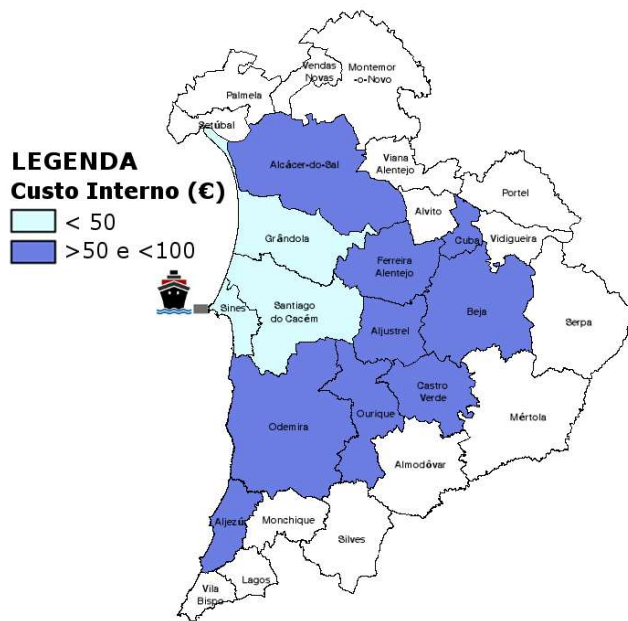 Vendas
Novas
Montemor
-o-Novo
Palmela
Setúbal
LEGENDA
Custo Interno (€)
< 50
>50 e <100
Alcácer-do-Sal
Viana
Alentejo
Portel
Alvito
Grândola
Cuba
Vidigueira
Ferreira
Alentejo
Sines
Santiago
do Cacém
Aljustrel
Beja
Serpa
Castro
Verde
Ourique
Odemira
Mértola
Almodôvar
Aljezú
Monchique
Silves
Lagos
Vila
Bispo